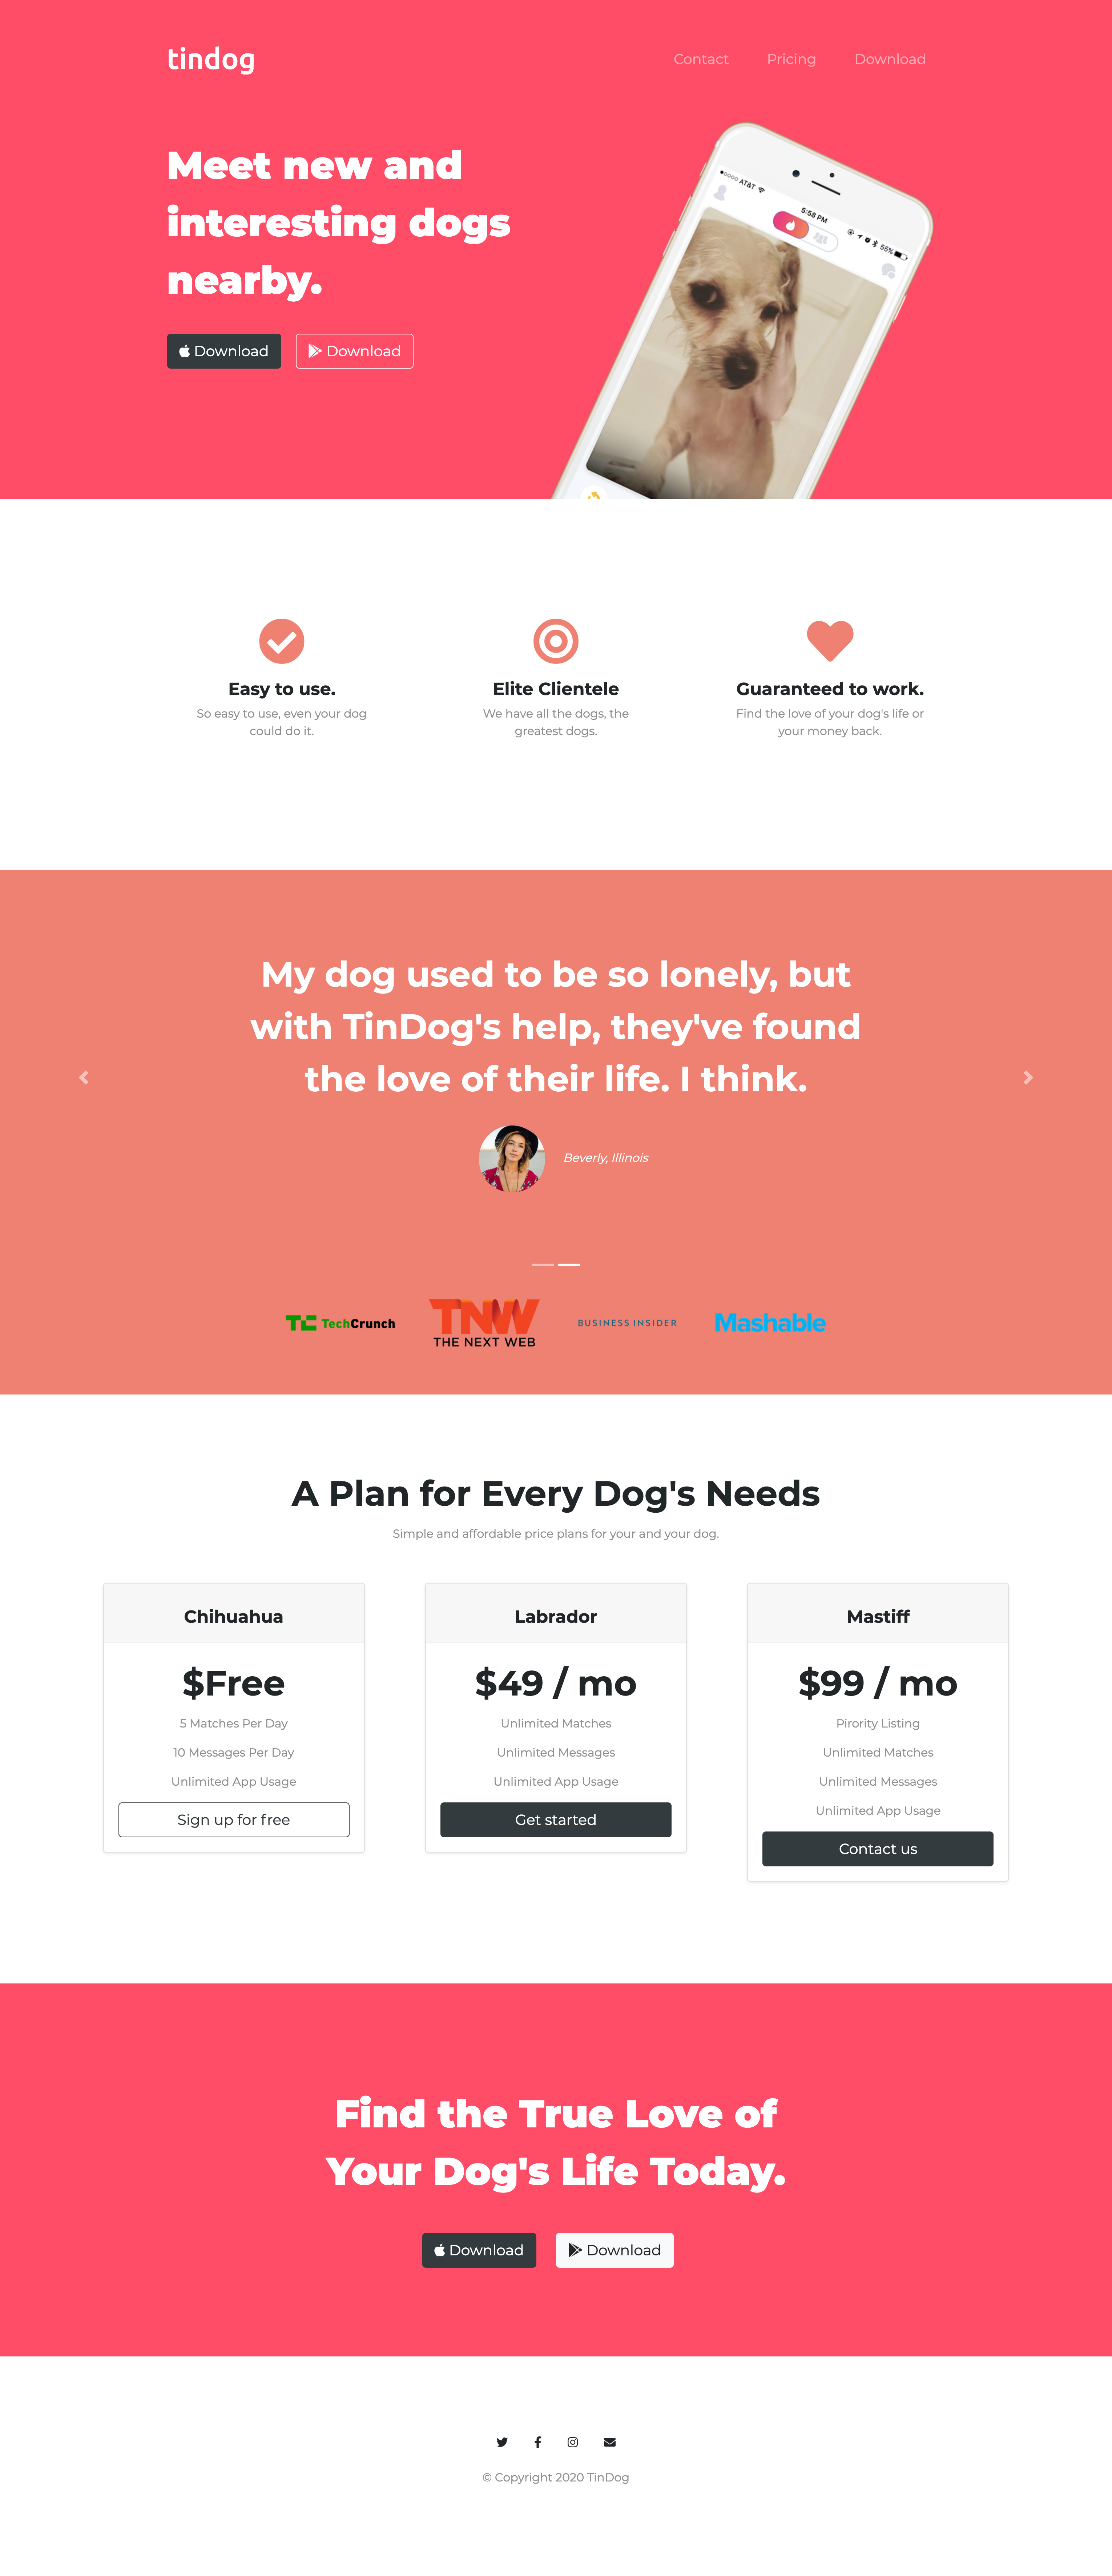 tindog
Contact Pricing Download
Meet new and
interesting dogs
nearby.
Download Download
●○○○○ AT&T 5:58 PM 55%
Easy to use.
So easy to use, even your dog
could do it.
Elite Clientele
We have all the dogs, the
greatest dogs.
Guaranteed to work.
Find the love of your dog's life or
your money back.
My dog used to be so lonely, but
with TinDog's help, they've found
the love of their life. I think.
Beverly, Illinois
TC TechCrunch
TNW
THE NEXT WEB
BUSINESS INSIDER
Mashable
A Plan for Every Dog's Needs
Simple and affordable price plans for your and your dog.
Chihuahua
$Free
5 Matches Per Day
10 Messages Per Day
Unlimited App Usage
Sign up for free
Labrador
$49 / mo
Unlimited Matches
Unlimited Messages
Unlimited App Usage
Get started
Mastiff
$99 / mo
Pirority Listing
Unlimited Matches
Unlimited Messages
Unlimited App Usage
Contact us
Find the True Love of
Your Dog's Life Today.
Download Download
© Copyright 2020 TinDog